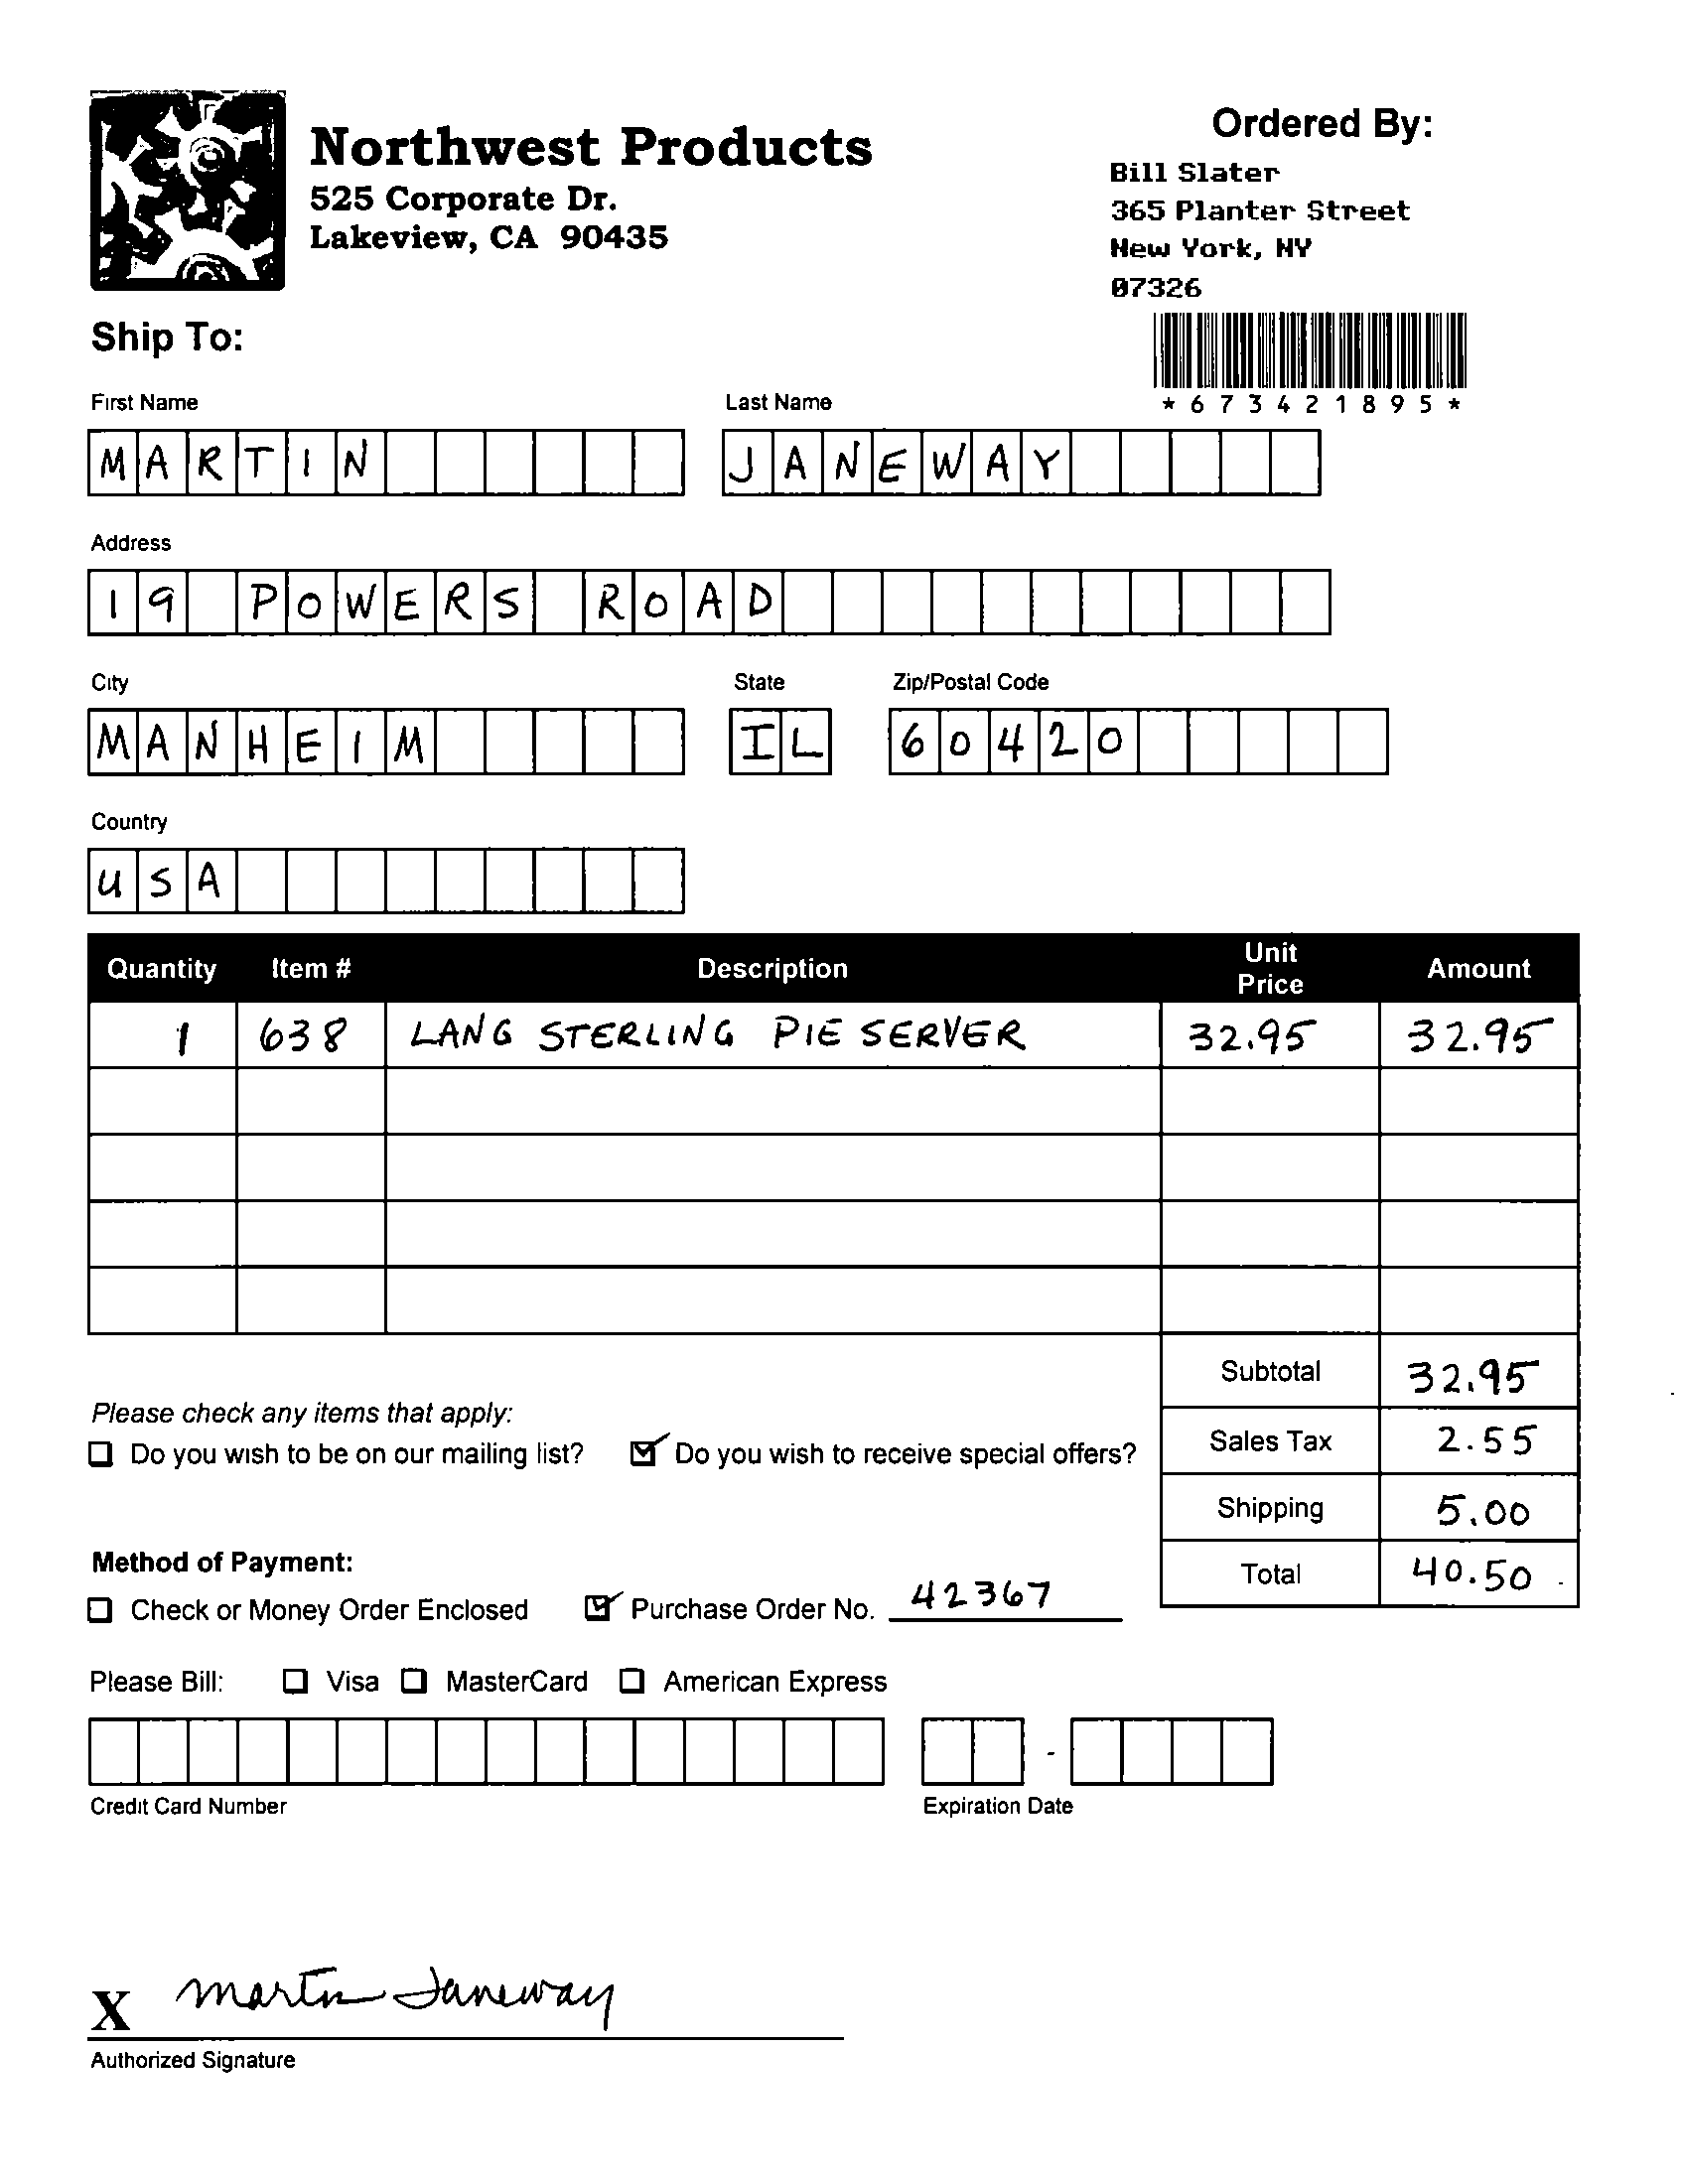 Northwest Products
525 Corporate Dr.
Lakeview, CA 90435
Ordered By:
Bill Slater
365 Planter Street
New York, NY
07326
*673421895*
Ship To:
First Name Last Name
MARTIN JANEWAY
Address
19 POWERS ROAD
City State Zip/Postal Code
MANHEIM IL 60420
Country
USA
Quantity Item # Description Unit Price Amount
1 638 LANG STERLING PIE SERVER 32.95 32.95
Subtotal 32.95
Please check any items that apply:
Do you wish to be on our mailing list? Do you wish to receive special offers?
Sales Tax 2.55
Shipping 5.00
Total 40.50
Method of Payment:
Check or Money Order Enclosed Purchase Order No. 42367
Please Bill: Visa MasterCard American Express
-
Credit Card Number Expiration Date
X Martin Janeway
Authorized Signature